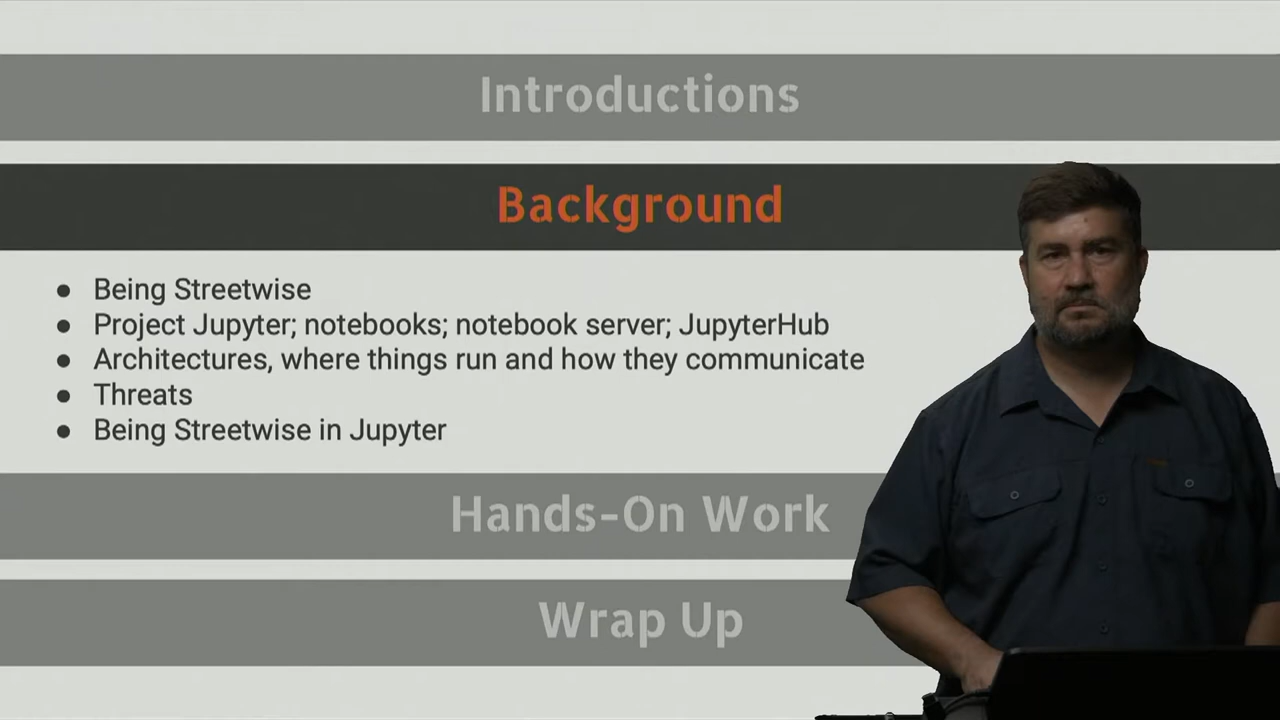 Introductions
Background
● Being Streetwise
● Project Jupyter; notebooks; notebook server; JupyterHub
● Architectures, where things run and how they communicate
● Threats
● Being Streetwise in Jupyter
Hands-On Work
Wrap Up